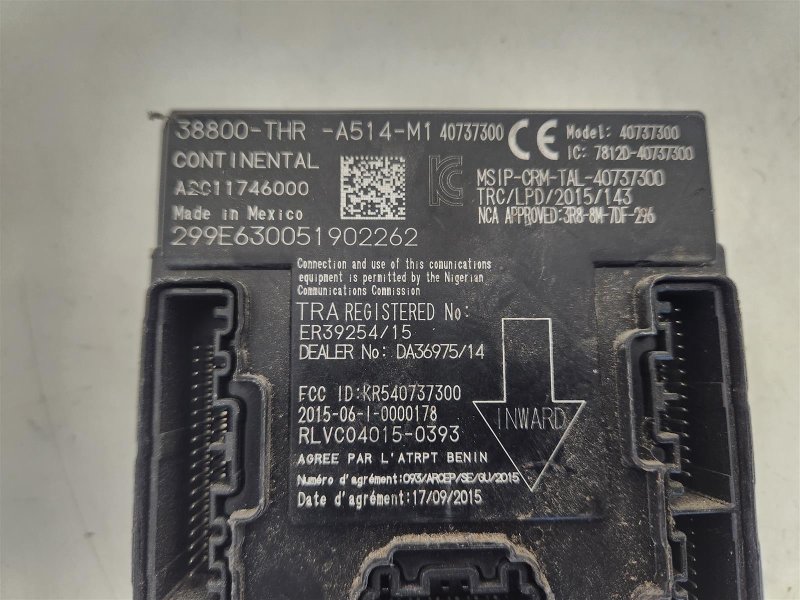 38800-THR -A514-M1 40737300 CE Model: 40737300
IC: 7812D-40737300
CONTINENTAL
A2C11746000
KC
MSIP-CRM-TAL-40737300
TRC/LPD/2015/143
NCA APPROVED:3R8-8M-7DF-296
Made in Mexico
299E630051902262
Connection and use of this comunications
equipment is permitted by the Nigerian
Communications Commission
TRA REGISTERED No:
ER39254/15
DEALER No: DA36975/14
FCC ID:KR540737300
2015-06-I-0000178
RLVC04015-0393
INWARD
AGREE PAR L'ATRPT BENIN
Numéro d'agrément:093/ARCEP/SE/GU/2015
Date d'agrément:17/09/2015